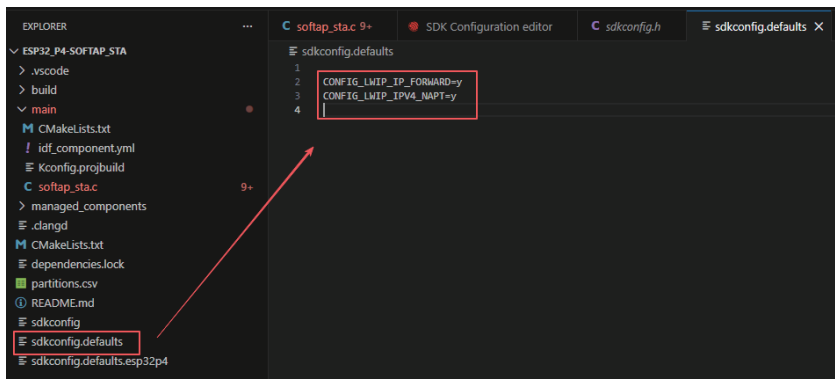 EXPLORER
ESP32_P4-SOFTAP_STA
.vscode
build
main
CMakeLists.txt
idf_component.yml
Kconfig.projbuild
softap_sta.c 9+
managed_components
.clangd
CMakeLists.txt
dependencies.lock
partitions.csv
README.md
sdkconfig
sdkconfig.defaults
sdkconfig.defaults.esp32p4
softap_sta.c 9+ SDK Configuration editor sdkconfig.h sdkconfig.defaults
sdkconfig.defaults
1
2 CONFIG_LWIP_IP_FORWARD=y
3 CONFIG_LWIP_IPV4_NAPT=y
4